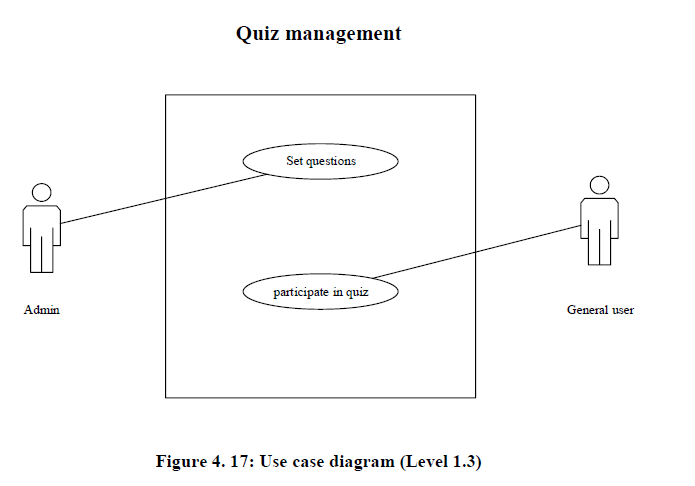 Quiz management
Set questions
participate in quiz
Admin
General user
Figure 4. 17: Use case diagram (Level 1.3)